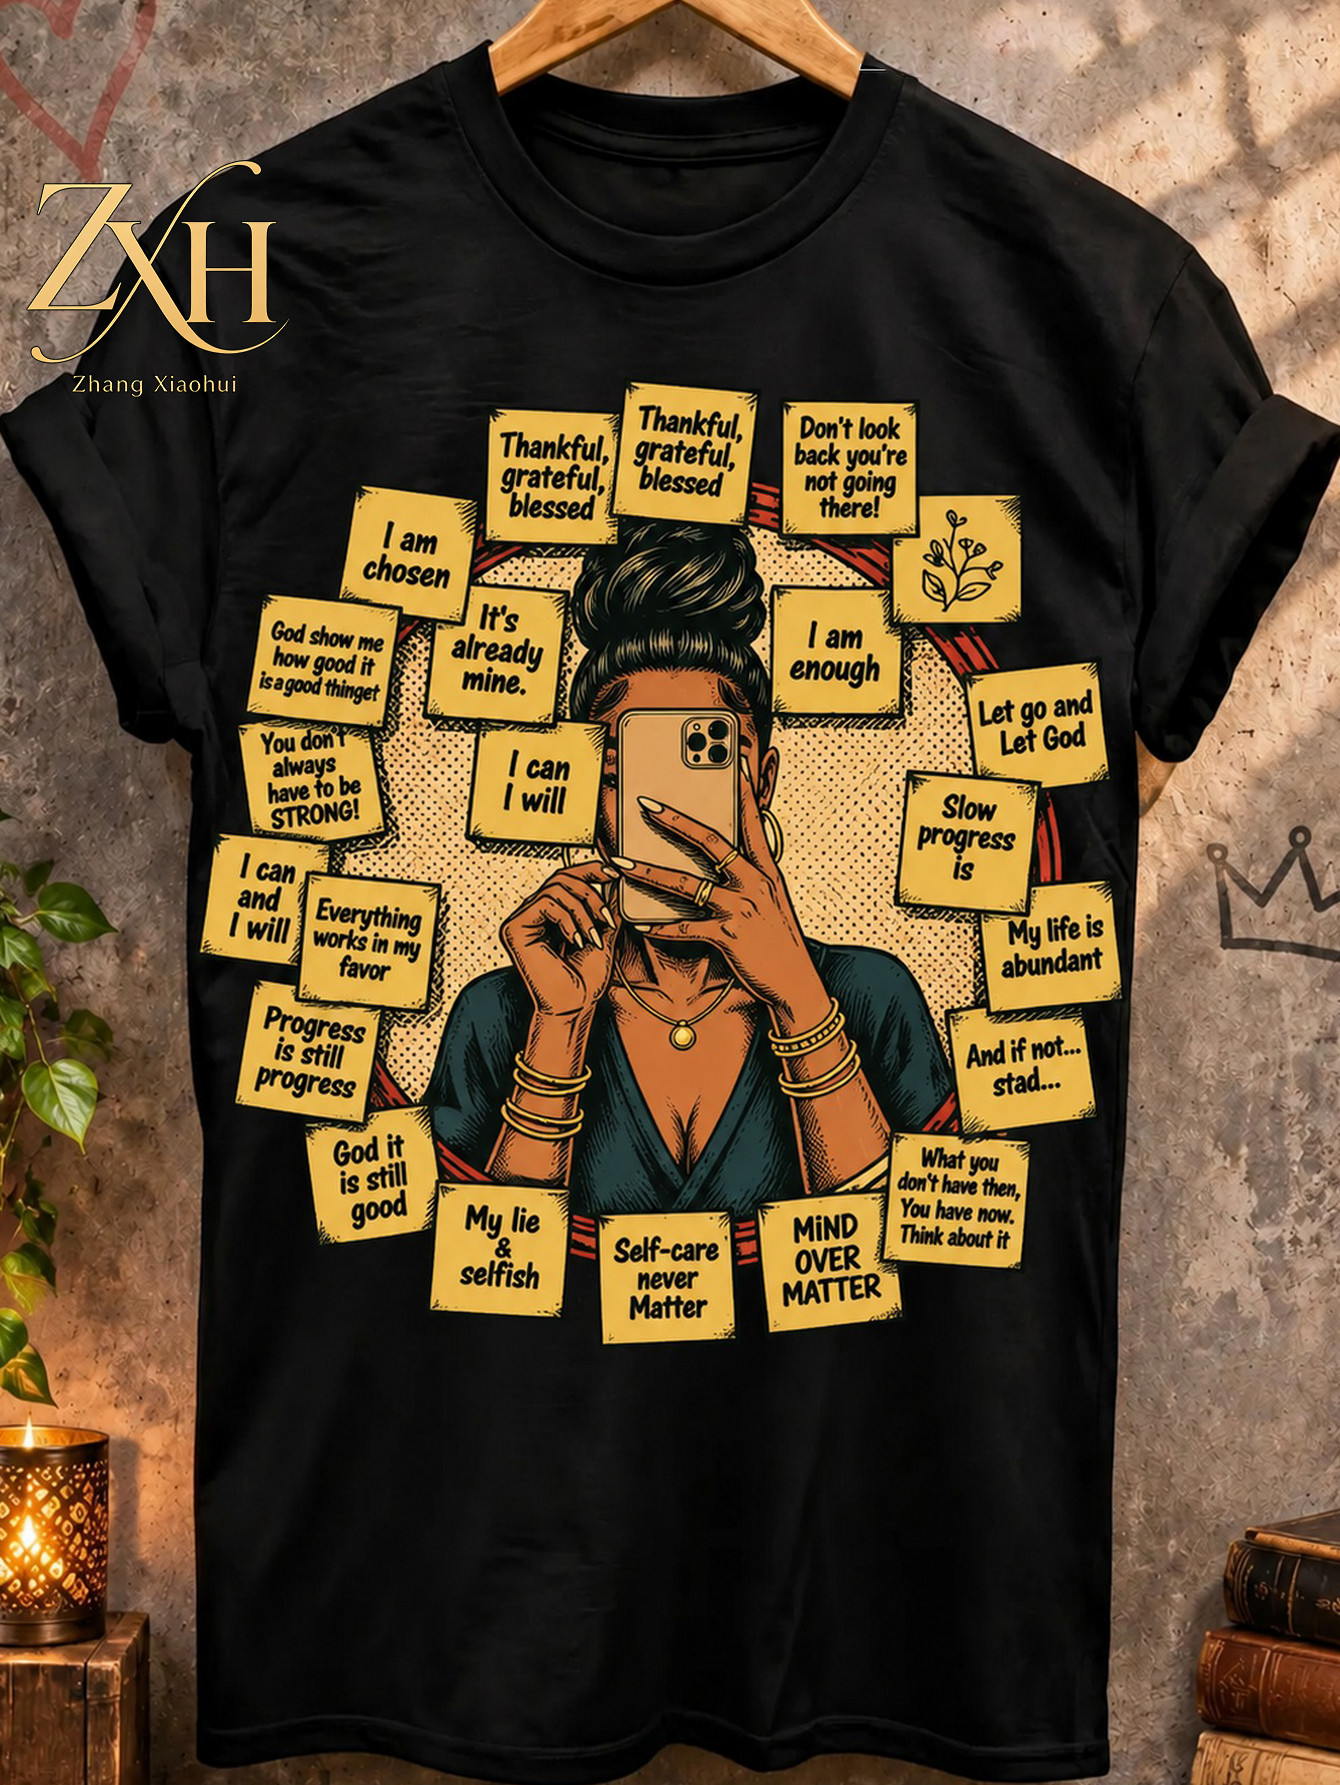 ZXH
Zhang Xiaohui
Thankful,
grateful,
blessed
Thankful,
grateful,
blessed
Don't look
back you're
not going
there!
I am
chosen
It's
already
mine.
I am
enough
God show me
how good it
is a good thinget
Let go and
Let God
You don't
always
have to be
STRONG!
I can
I will
Slow
progress
is
I can
and
I will
Everything
works in my
favor
My life is
abundant
Progress
is still
progress
And if not...
stad...
God it
is still
good
What you
don't have then,
You have now.
Think about it
My lie
&
selfish
Self-care
never
Matter
MiND
OVER
MATTER